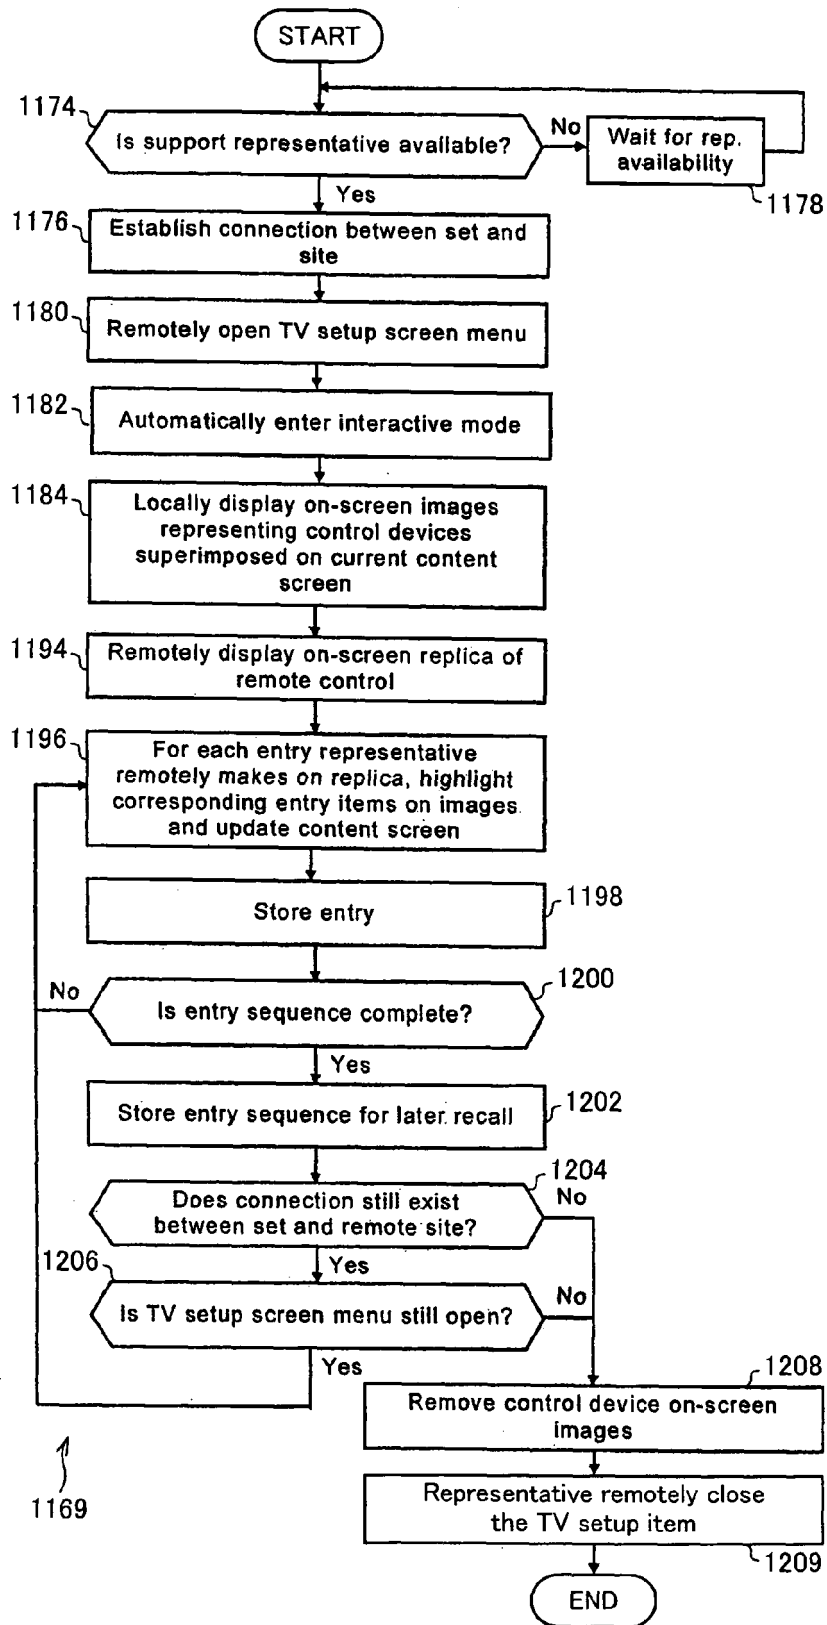 START
1174
Is support representative available?
No
Wait for rep.
availability
1178
Yes
1176
Establish connection between set and
site
1180
Remotely open TV setup screen menu
1182
Automatically enter interactive mode
1184
Locally display on-screen images
representing control devices
superimposed on current content
screen
1194
Remotely display on-screen replica of
remote control
1196
For each entry representative
remotely makes on replica, highlight
corresponding entry items on images
and update content screen
1198
Store entry
1200
No
Is entry sequence complete?
Yes
1202
Store entry sequence for later recall
1204
Does connection still exist
between set and remote site?
No
Yes
1206
Is TV setup screen menu still open?
No
Yes
1208
Remove control device on-screen
images
1169
Representative remotely close
the TV setup item
1209
END